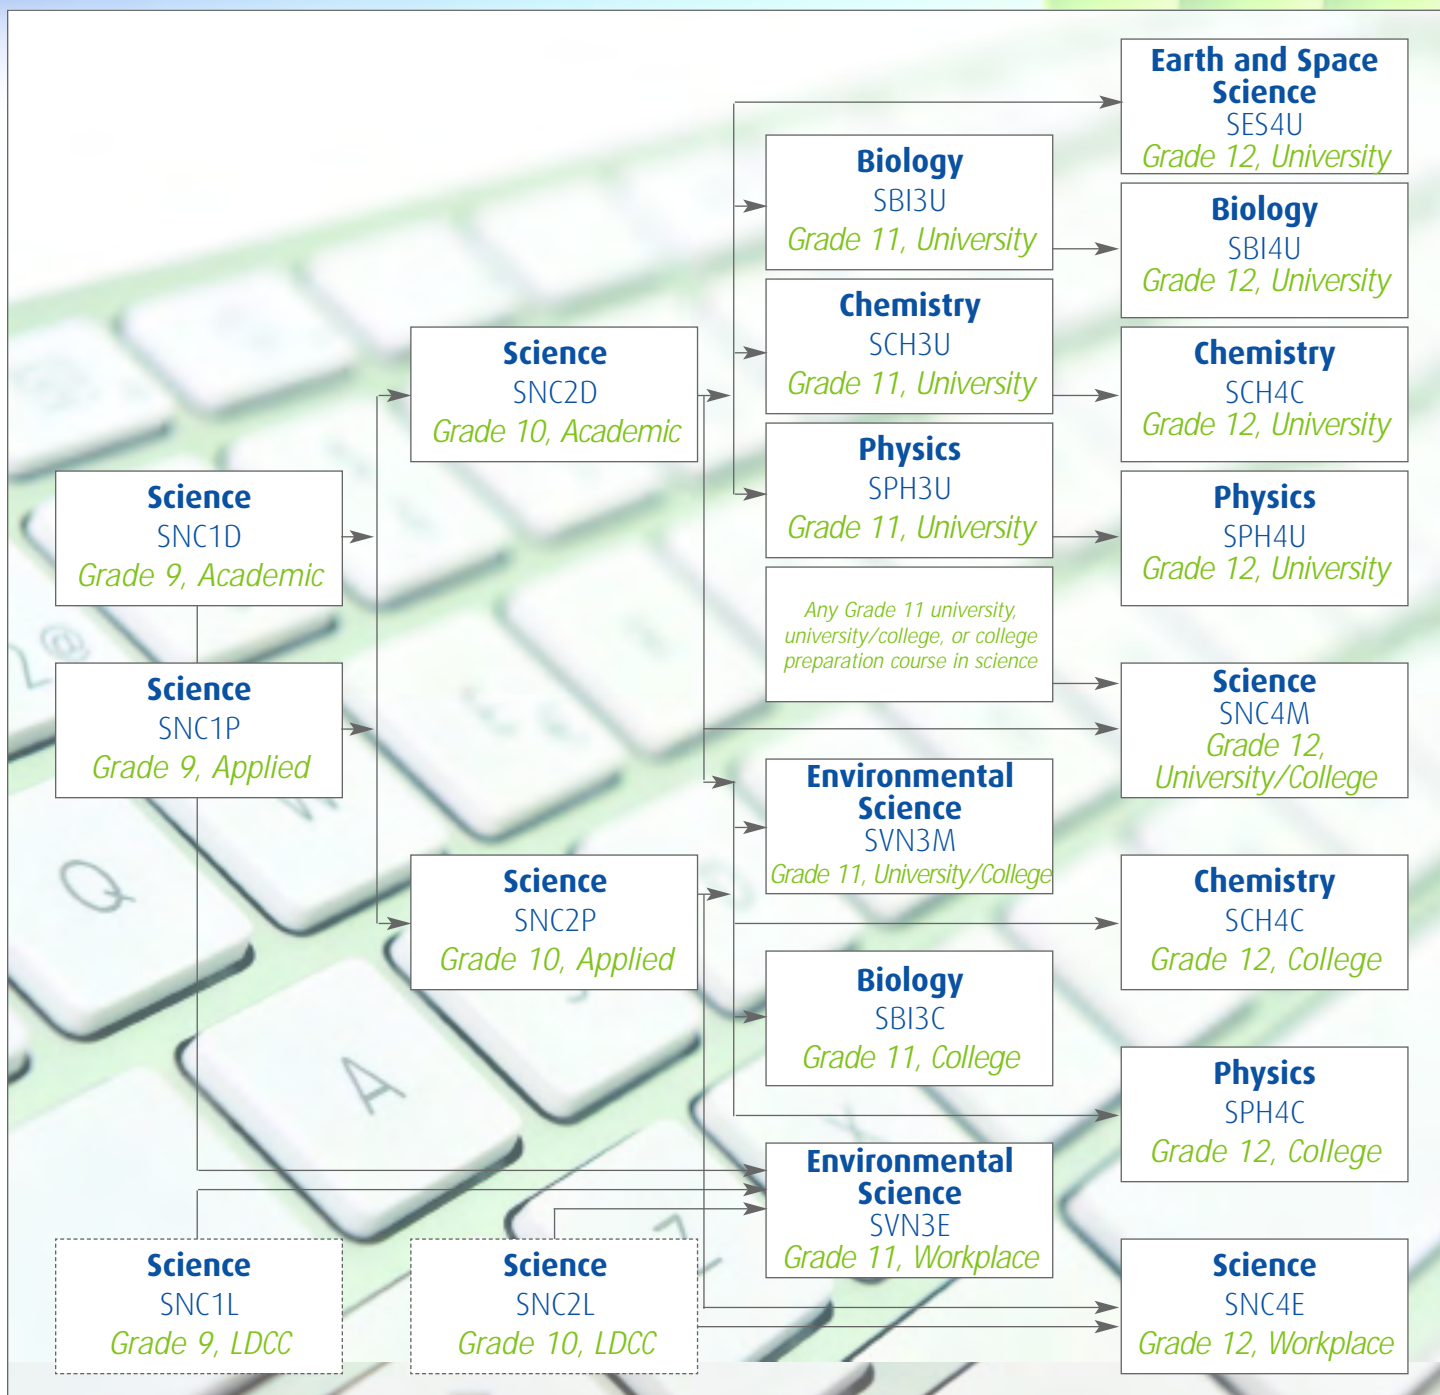 Earth and Space
Science
SES4U
Grade 12, University
Biology
SBI3U
Grade 11, University
Biology
SBI4U
Grade 12, University
Chemistry
SCH3U
Grade 11, University
Science
SNC2D
Grade 10, Academic
Chemistry
SCH4C
Grade 12, University
Physics
SPH3U
Grade 11, University
Science
SNC1D
Grade 9, Academic
Physics
SPH4U
Grade 12, University
Any Grade 11 university,
university/college, or college
preparation course in science
Science
SNC1P
Grade 9, Applied
Science
SNC4M
Grade 12,
University/College
Environmental
Science
SVN3M
Grade 11, University/College
Science
SNC2P
Grade 10, Applied
Chemistry
SCH4C
Grade 12, College
Biology
SBI3C
Grade 11, College
Physics
SPH4C
Grade 12, College
Environmental
Science
SVN3E
Grade 11, Workplace
Science
SNC1L
Grade 9, LDCC
Science
SNC2L
Grade 10, LDCC
Science
SNC4E
Grade 12, Workplace
2 @
W
Q
A
Z
X